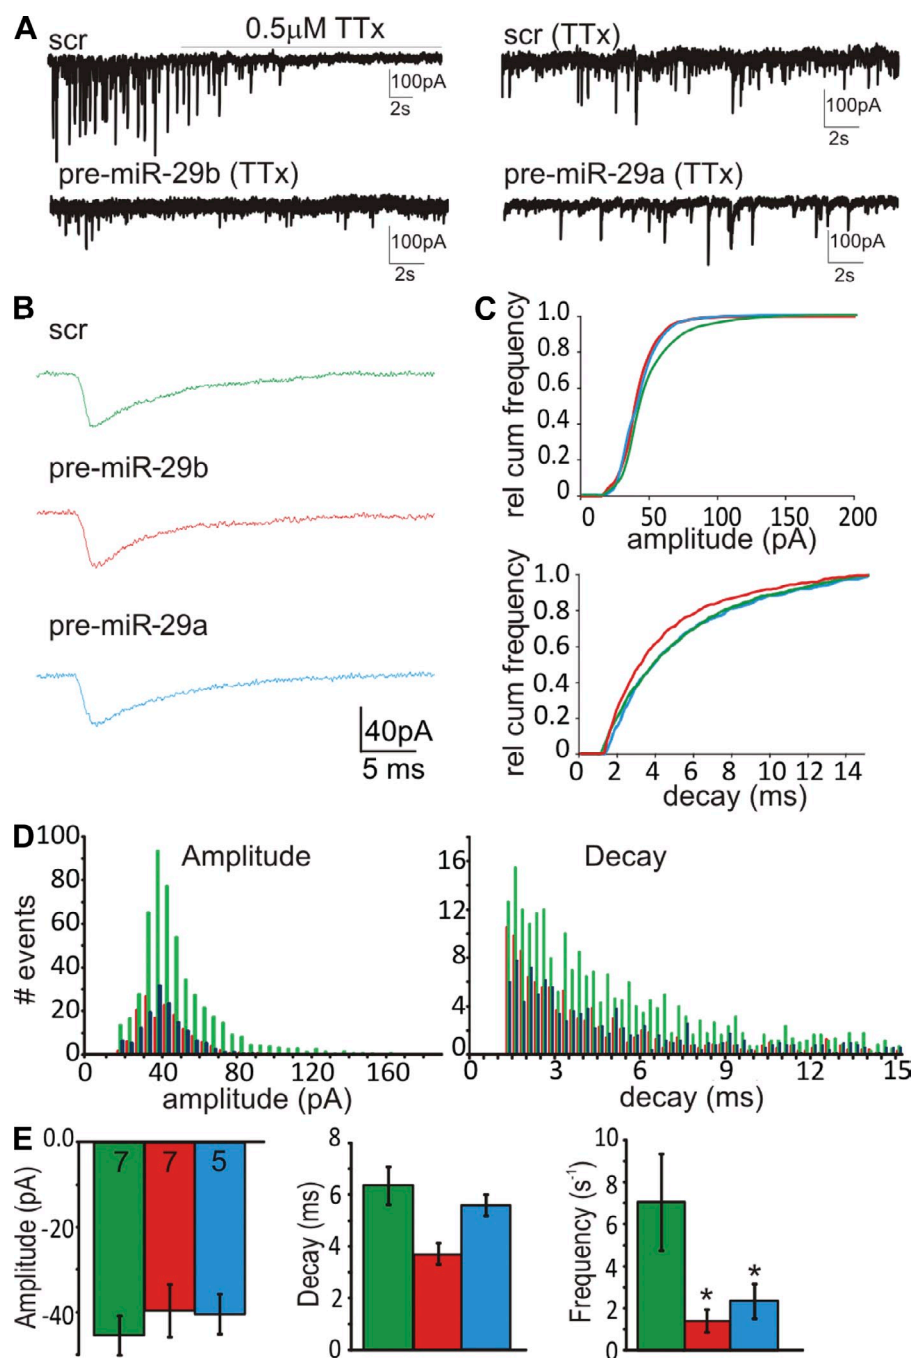 A
scr
0.5μM TTx
100pA
2s
scr (TTx)
100pA
2s
pre-miR-29b (TTx)
100pA
2s
pre-miR-29a (TTx)
100pA
2s
B
scr
pre-miR-29b
pre-miR-29a
40pA
5 ms
C
rel cum frequency
1.0
0.8
0.6
0.4
0.2
0
0 50 100 150 200
amplitude (pA)
rel cum frequency
1.0
0.8
0.6
0.4
0.2
0
0 2 4 6 8 10 12 14
decay (ms)
D
# events
100
80
60
40
20
0
Amplitude
0 40 80 120 160
amplitude (pA)
16
12
8
4
0
Decay
0 3 6 9 12 15
decay (ms)
E
Amplitude (pA)
0.0
-20
-40
7 7 5
Decay (ms)
8
6
4
2
0
Frequency (s-1)
10
8
6
4
2
0
* *